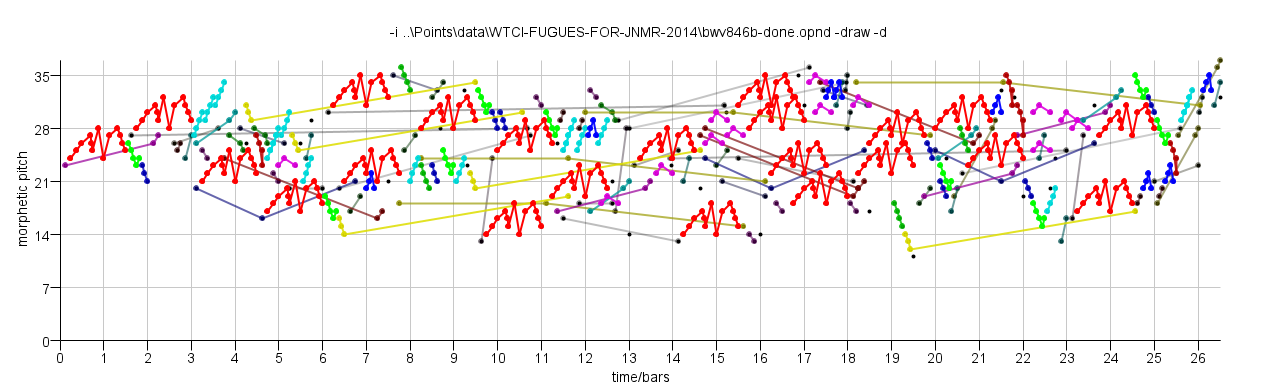 -i ..\Points\data\WTCI-FUGUES-FOR-JNMR-2014\bwv846b-done.opnd -draw -d
35
28
21
14
7
0
morphetic pitch
0 1 2 3 4 5 6 7 8 9 10 11 12 13 14 15 16 17 18 19 20 21 22 23 24 25 26
time/bars